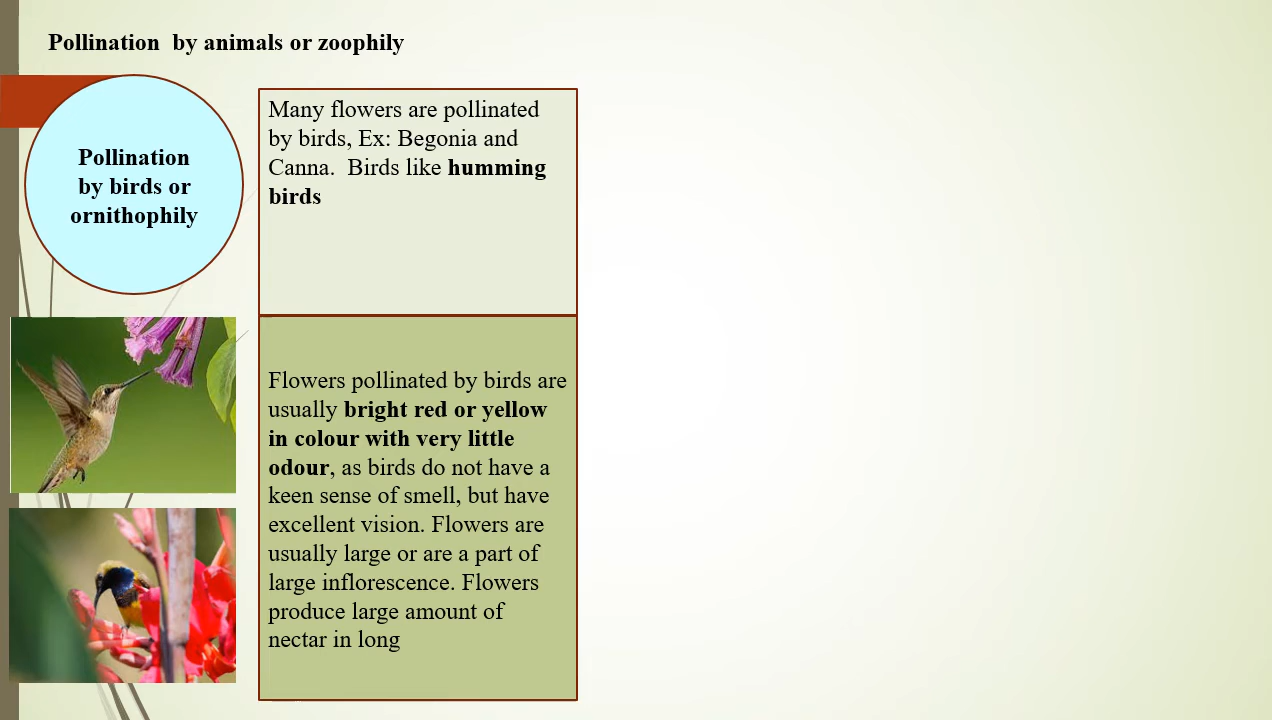 Pollination  by animals or zoophily
Pollination
by birds or
ornithophily
Many flowers are pollinated
by birds, Ex: Begonia and
Canna.  Birds like humming
birds
Flowers pollinated by birds are
usually bright red or yellow
in colour with very little
odour, as birds do not have a
keen sense of smell, but have
excellent vision. Flowers are
usually large or are a part of
large inflorescence. Flowers
produce large amount of
nectar in long